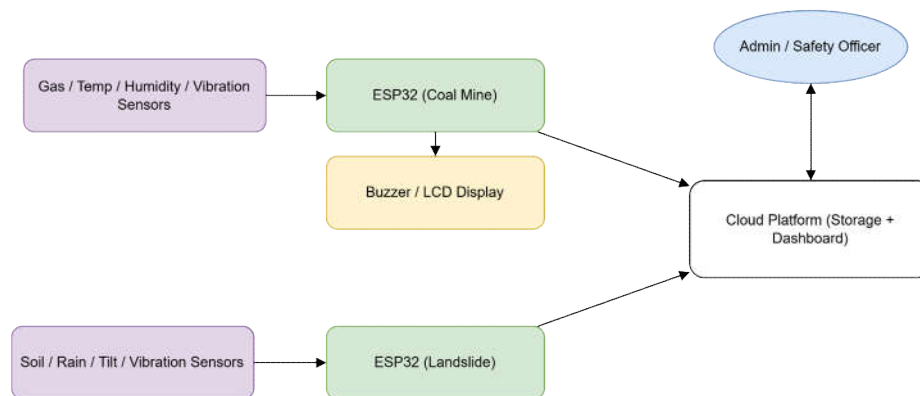 Admin / Safety Officer
Gas / Temp / Humidity / Vibration
Sensors
ESP32 (Coal Mine)
Buzzer / LCD Display
Cloud Platform (Storage +
Dashboard)
Soil / Rain / Tilt / Vibration Sensors
ESP32 (Landslide)